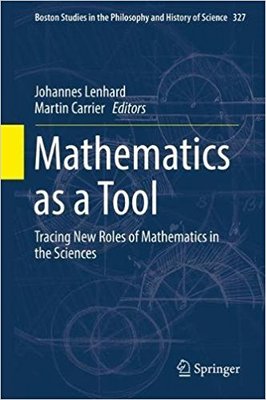 Boston Studies in the Philosophy and History of Science 327
Johannes Lenhard
Martin Carrier Editors
Mathematics
as a Tool
Tracing New Roles of Mathematics in
the Sciences
Springer